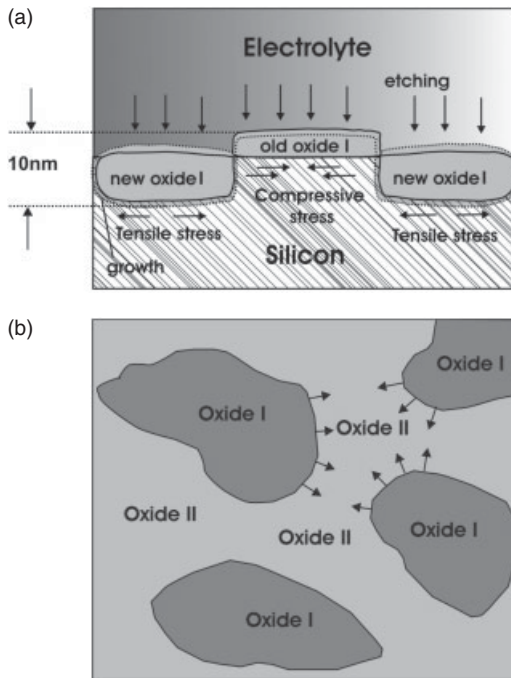 (a)
Electrolyte
etching
old oxide I
10nm
new oxide I
new oxide I
Compressive
stress
Tensile stress
Tensile stress
growth
Silicon
(b)
Oxide I
Oxide I
Oxide II
Oxide II
Oxide II
Oxide I
Oxide I